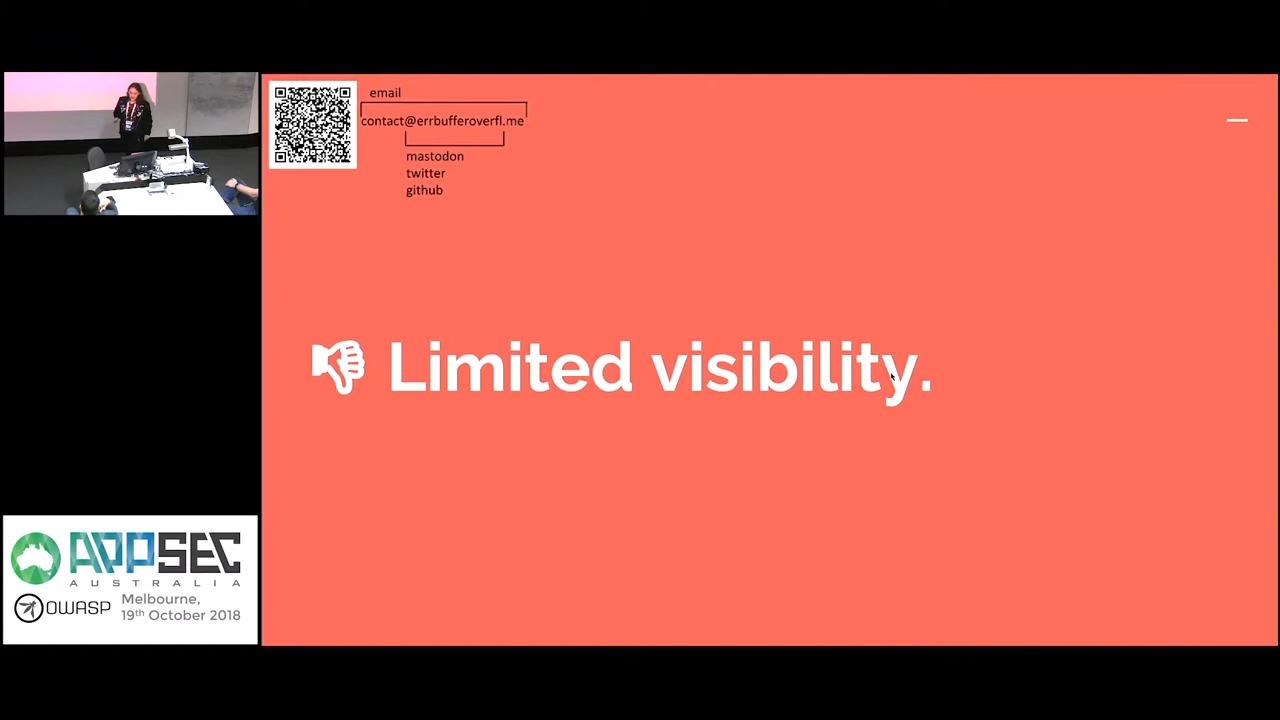 email
contact@errbufferoverfl.me
mastodon
twitter
github
👎 Limited visibility.
APPSEC
AUSTRALIA
OWASP
Melbourne,
19th October 2018